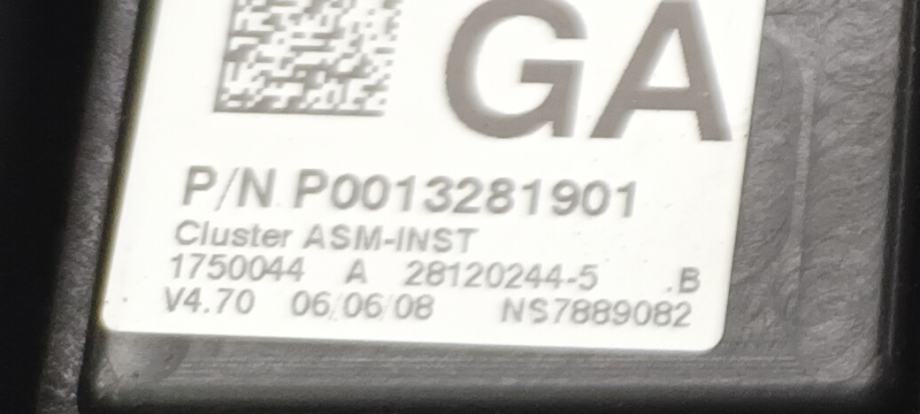 GA
P/N P0013281901
Cluster ASM-INST
1750044 A 28120244-5 .B
V4.70 06/06/08 NS7889082